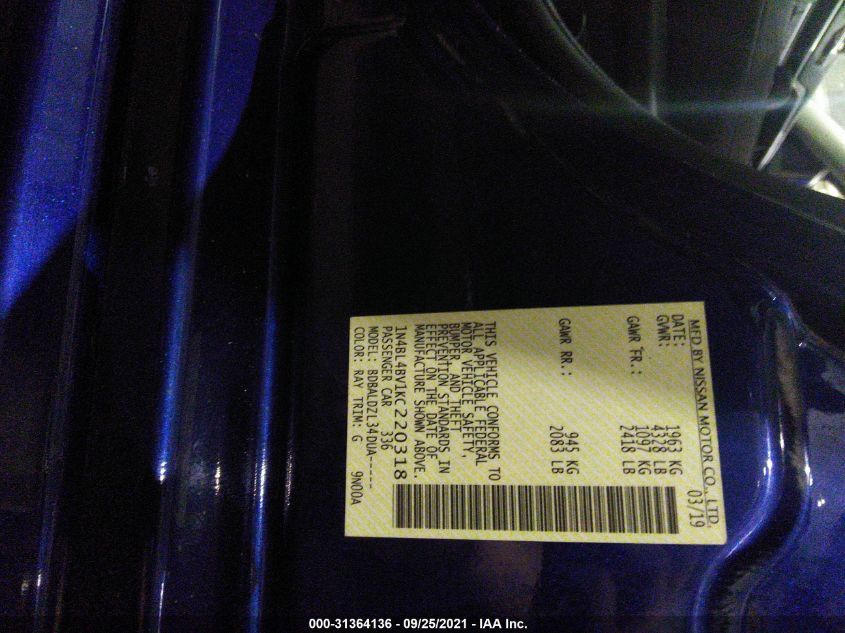 MFD BY NISSAN MOTOR CO., LTD.
DATE: 03/19
GVWR: 1963 KG
4328 LB
GAWR FR.: 1097 KG
2418 LB
GAWR RR.: 945 KG
2083 LB
THIS VEHICLE CONFORMS TO
ALL APPLICABLE FEDERAL
MOTOR VEHICLE SAFETY,
BUMPER, AND THEFT
PREVENTION STANDARDS IN
EFFECT ON THE DATE OF
MANUFACTURE SHOWN ABOVE.
1N4BL4BV1KC220318
PASSENGER CAR 336
MODEL: BDBALDZL34DUA-----
COLOR: RAY TRIM: G 9N00A
000-31364136 - 09/25/2021 - IAA Inc.